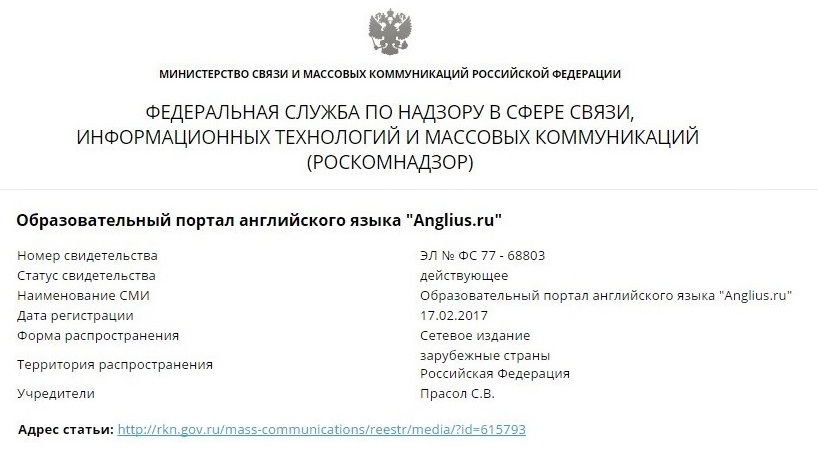 МИНИСТЕРСТВО СВЯЗИ И МАССОВЫХ КОММУНИКАЦИЙ РОССИЙСКОЙ ФЕДЕРАЦИИ
ФЕДЕРАЛЬНАЯ СЛУЖБА ПО НАДЗОРУ В СФЕРЕ СВЯЗИ,
ИНФОРМАЦИОННЫХ ТЕХНОЛОГИЙ И МАССОВЫХ КОММУНИКАЦИЙ
(РОСКОМНАДЗОР)
Образовательный портал английского языка "Anglius.ru"
Номер свидетельства ЭЛ № ФС 77 - 68803
Статус свидетельства действующее
Наименование СМИ Образовательный портал английского языка "Anglius.ru"
Дата регистрации 17.02.2017
Форма распространения Сетевое издание
Территория распространения зарубежные страны
Российская Федерация
Учредители Прасол С.В.
Адрес статьи: http://rkn.gov.ru/mass-communications/reestr/media/?id=615793